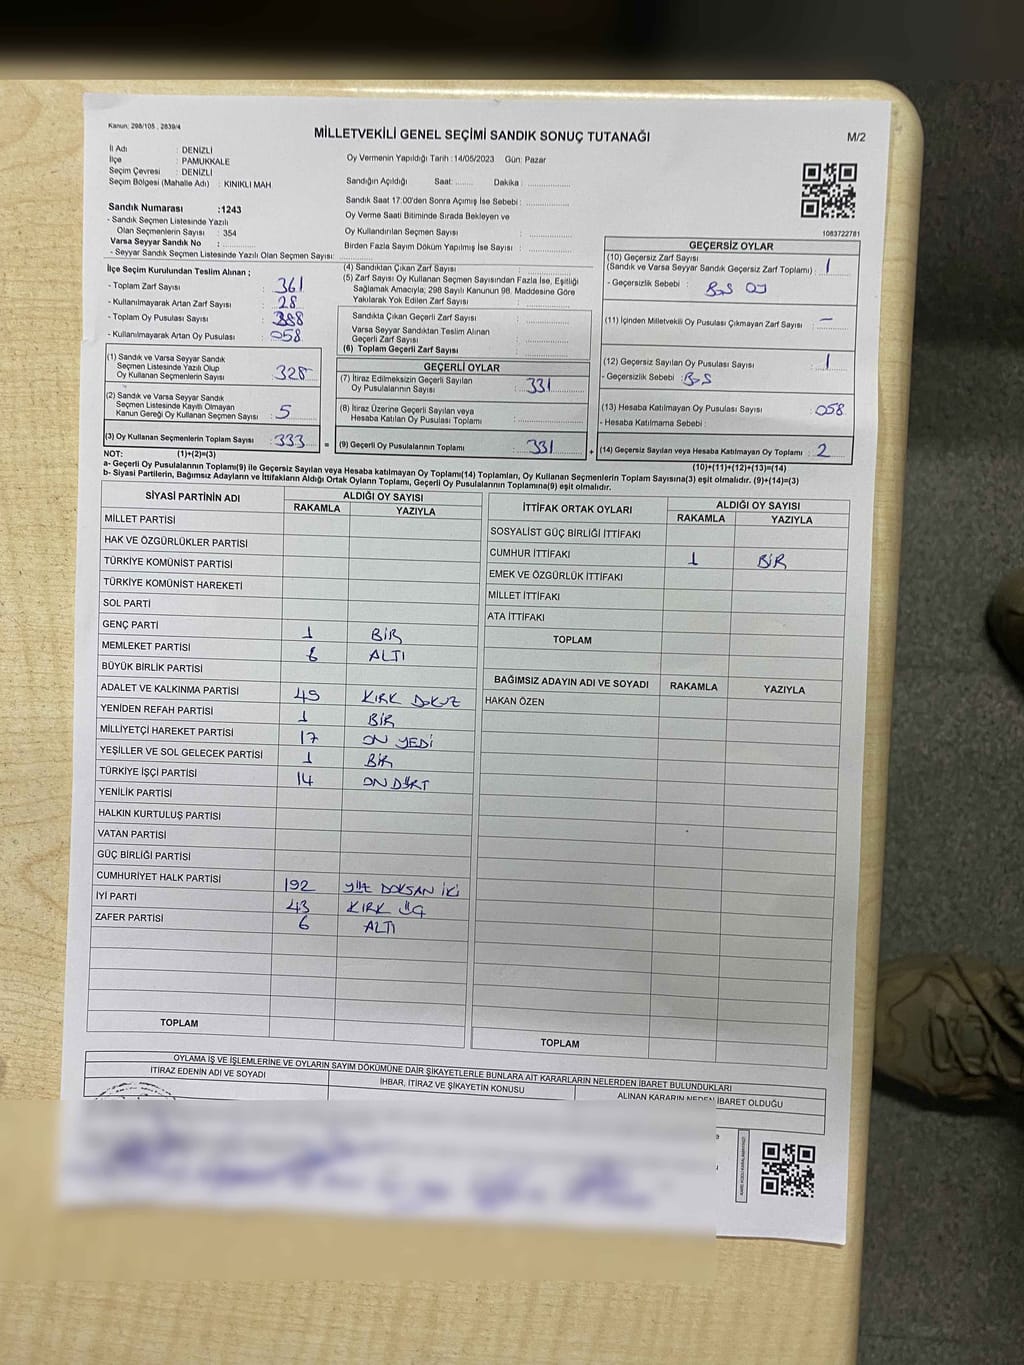 Kanun; 298/105 , 2839/4
MİLLETVEKİLİ GENEL SEÇİMİ SANDIK SONUÇ TUTANAĞI
M/2
İl Adı : DENİZLİ
İlçe : PAMUKKALE
Seçim Çevresi : DENİZLİ
Seçim Bölgesi (Mahalle Adı) : KINIKLI MAH
Sandık Numarası :1243
- Sandık Seçmen Listesinde Yazılı
Olan Seçmenlerin Sayısı : 354
Varsa Seyyar Sandık No :
- Seyyar Sandık Seçmen Listesinde Yazılı Olan Seçmen Sayısı:
Oy Vermenin Yapıldığı Tarih :14/05/2023 Gün: Pazar
Sandığın Açıldığı Saat: Dakika :
Sandık Saat 17:00'den Sonra Açımış İse Sebebi :
Oy Verme Saati Bitiminde Sırada Bekleyen ve
Oy Kullandırılan Seçmen Sayısı :
Birden Fazla Sayım Döküm Yapılmış İse Sayısı :
1083722781
İlçe Seçim Kurulundan Teslim Alınan ;
- Toplam Zarf Sayısı : 361
- Kullanılmayarak Artan Zarf Sayısı : 28
- Toplam Oy Pusulası Sayısı : 388
- Kullanılmayarak Artan Oy Pusulası : 058
(1) Sandık ve Varsa Seyyar Sandık
Seçmen Listesinde Yazılı Olup
Oy Kullanan Seçmenlerin Sayısı : 328
(2) Sandık ve Varsa Seyyar Sandık
Seçmen Listesinde Kayıtlı Olmayan
Kanun Gereği Oy Kullanan Seçmen Sayısı : 5
(3) Oy Kullanan Seçmenlerin Toplam Sayısı : 333 =
(4) Sandıktan Çıkan Zarf Sayısı :
(5) Zarf Sayısı Oy Kullanan Seçmen Sayısından Fazla İse, Eşitliği
Sağlamak Amacıyla; 298 Sayılı Kanunun 98. Maddesine Göre
Yakılarak Yok Edilen Zarf Sayısı :
Sandıkta Çıkan Geçerli Zarf Sayısı :
Varsa Seyyar Sandıktan Teslim Alınan
Geçerli Zarf Sayısı :
(6) Toplam Geçerli Zarf Sayısı :
GEÇERLİ OYLAR
(7) İtiraz Edilmeksizin Geçerli Sayılan
Oy Pusulalarının Sayısı : 331
(8) İtiraz Üzerine Geçerli Sayılan veya
Hesaba Katılan Oy Pusulası Toplamı :
(9) Geçerli Oy Pusulalarının Toplamı : 331 +
GEÇERSİZ OYLAR
(10) Geçersiz Zarf Sayısı
(Sandık ve Varsa Seyyar Sandık Geçersiz Zarf Toplamı) : 1
- Geçersizlik Sebebi : Boş OY
(11) İçinden Milletvekili Oy Pusulası Çıkmayan Zarf Sayısı : –
(12) Geçersiz Sayılan Oy Pusulası Sayısı : 1
- Geçersizlik Sebebi : BoŞ
(13) Hesaba Katılmayan Oy Pusulası Sayısı : 058
- Hesaba Katılmama Sebebi :
(14) Geçersiz Sayılan veya Hesaba Katılmayan Oy Toplamı : 2
NOT: (1)+(2)=(3)
(10)+(11)+(12)+(13)=(14)
a- Geçerli Oy Pusulalarının Toplamı(9) ile Geçersiz Sayılan veya Hesaba katılmayan Oy Toplamı(14) Toplamları, Oy Kullanan Seçmenlerin Toplam Sayısına(3) eşit olmalıdır. (9)+(14)=(3)
b- Siyasi Partilerin, Bağımsız Adayların ve İttifakların Aldığı Ortak Oyların Toplamı, Geçerli Oy Pusulalarının Toplamına(9) eşit olmalıdır.
SİYASİ PARTİNİN ADI ALDIĞI OY SAYISI
RAKAMLA YAZIYLA
MİLLET PARTİSİ
HAK VE ÖZGÜRLÜKLER PARTİSİ
TÜRKİYE KOMÜNİST PARTİSİ
TÜRKİYE KOMÜNİST HAREKETİ
SOL PARTİ
GENÇ PARTİ 1 BİR
MEMLEKET PARTİSİ 6 ALTI
BÜYÜK BİRLİK PARTİSİ
ADALET VE KALKINMA PARTİSİ 49 KIRK DOKUZ
YENİDEN REFAH PARTİSİ 1 BİR
MİLLİYETÇİ HAREKET PARTİSİ 17 ON YEDİ
YEŞİLLER VE SOL GELECEK PARTİSİ 1 BİR
TÜRKİYE İŞÇİ PARTİSİ 14 ON DÖRT
YENİLİK PARTİSİ
HALKIN KURTULUŞ PARTİSİ
VATAN PARTİSİ
GÜÇ BİRLİĞİ PARTİSİ
CUMHURİYET HALK PARTİSİ 192 YÜZ DOKSAN İKİ
İYİ PARTİ 43 KIRK ÜÇ
ZAFER PARTİSİ 6 ALTI
TOPLAM
İTTİFAK ORTAK OYLARI ALDIĞI OY SAYISI
RAKAMLA YAZIYLA
SOSYALİST GÜÇ BİRLİĞİ İTTİFAKI
CUMHUR İTTİFAKI 1 BİR
EMEK VE ÖZGÜRLÜK İTTİFAKI
MİLLET İTTİFAKI
ATA İTTİFAKI
TOPLAM
BAĞIMSIZ ADAYIN ADI VE SOYADI RAKAMLA YAZIYLA
HAKAN ÖZEN
TOPLAM
OYLAMA İŞ VE İŞLEMLERİNE VE OYLARIN SAYIM DÖKÜMÜNE DAİR ŞİKAYETLERLE BUNLARA AİT KARARLARIN NELERDEN İBARET BULUNDUKLARI
İTİRAZ EDENİN ADI VE SOYADI İHBAR, İTİRAZ VE ŞİKAYETİN KONUSU ALINAN KARARIN NEDEN İBARET OLDUĞU